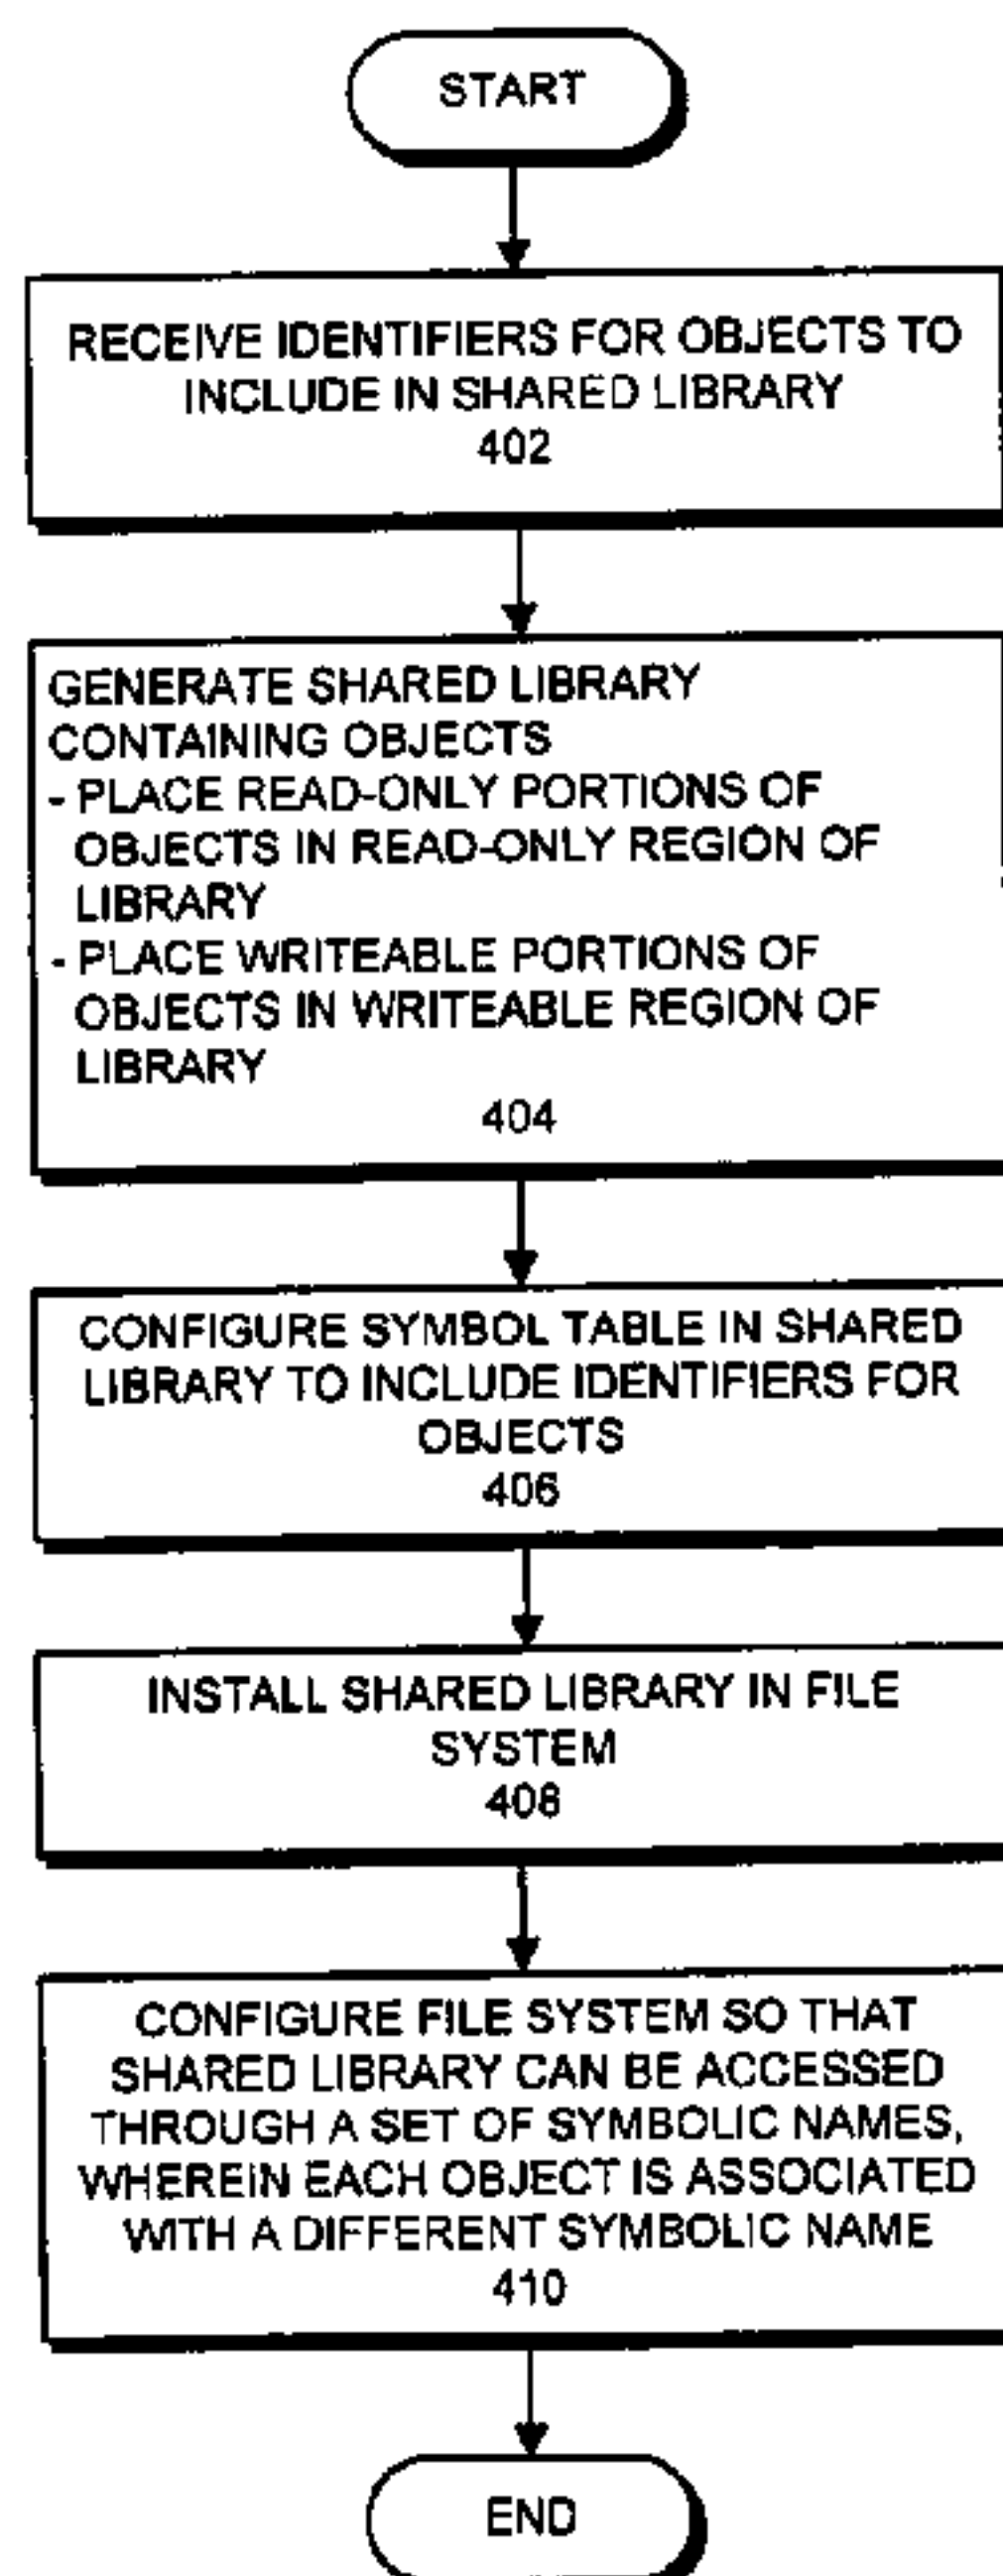 START
RECEIVE IDENTIFIERS FOR OBJECTS TO
INCLUDE IN SHARED LIBRARY
402
GENERATE SHARED LIBRARY
CONTAINING OBJECTS
- PLACE READ-ONLY PORTIONS OF
OBJECTS IN READ-ONLY REGION OF
LIBRARY
- PLACE WRITEABLE PORTIONS OF
OBJECTS IN WRITEABLE REGION OF
LIBRARY
404
CONFIGURE SYMBOL TABLE IN SHARED
LIBRARY TO INCLUDE IDENTIFIERS FOR
OBJECTS
406
INSTALL SHARED LIBRARY IN FILE
SYSTEM
408
CONFIGURE FILE SYSTEM SO THAT
SHARED LIBRARY CAN BE ACCESSED
THROUGH A SET OF SYMBOLIC NAMES,
WHEREIN EACH OBJECT IS ASSOCIATED
WITH A DIFFERENT SYMBOLIC NAME
410
END